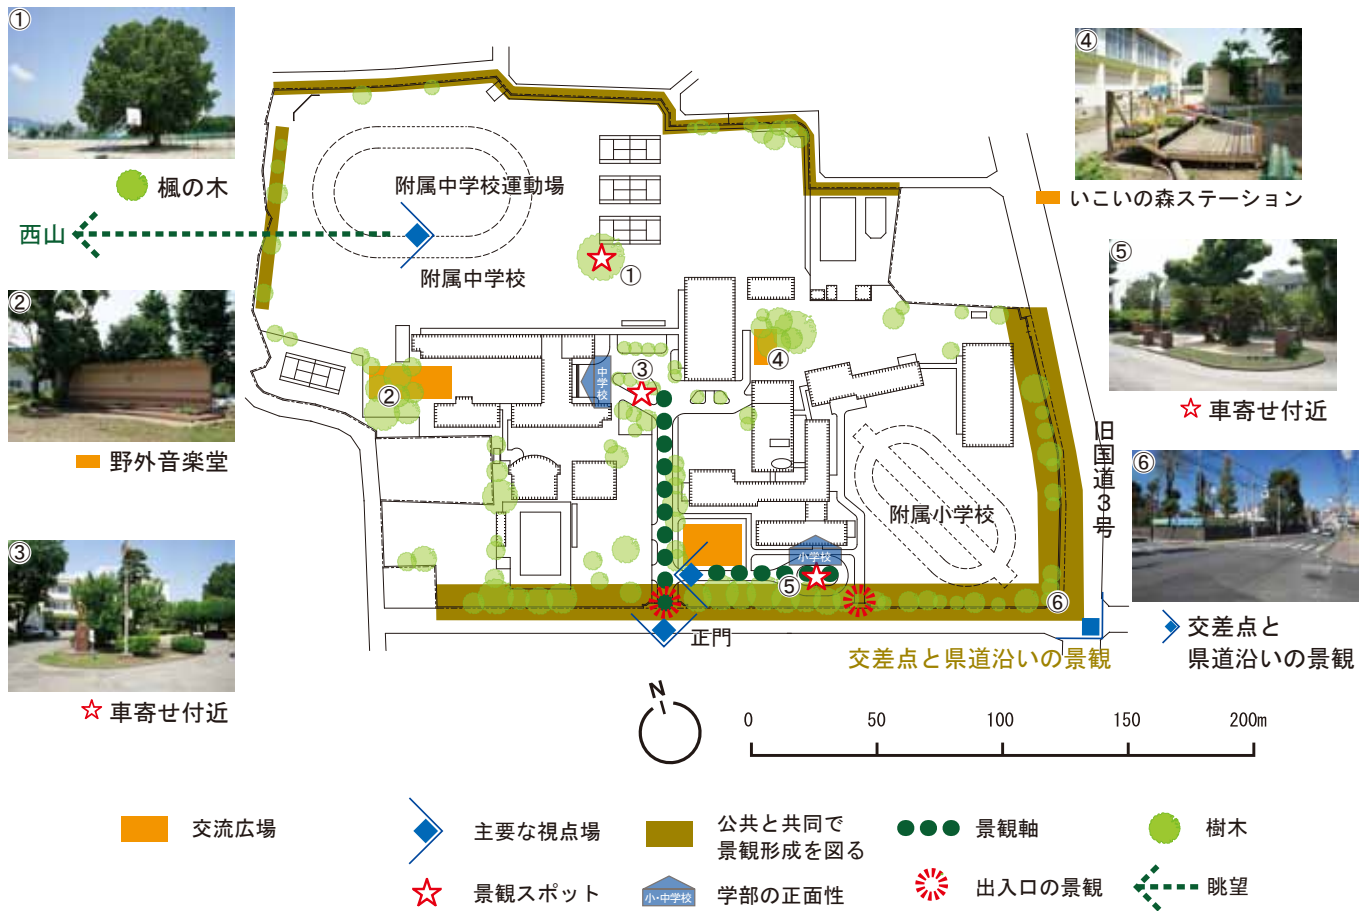 ①
楓の木
西山
②
野外音楽堂
③
車寄せ付近
附属中学校運動場
附属中学校
①
②
③
④
⑤
⑥
中学校
小学校
附属小学校
正門
旧国道3号
交差点と県道沿いの景観
④
いこいの森ステーション
⑤
車寄せ付近
⑥
交差点と
県道沿いの景観
N
0 50 100 150 200m
交流広場
主要な視点場
公共と共同で
景観形成を図る
景観軸
樹木
景観スポット
小・中学校
学部の正面性
出入口の景観
眺望